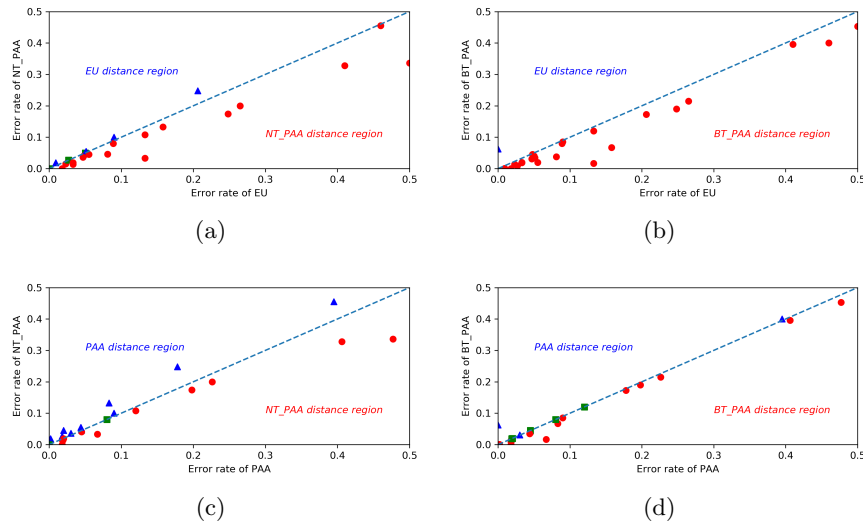 0.5
0.4
0.3
0.2
0.1
0.0
Error rate of NT_PAA
EU distance region
NT_PAA distance region
0.0 0.1 0.2 0.3 0.4 0.5
Error rate of EU
(a)
0.5
0.4
0.3
0.2
0.1
0.0
Error rate of BT_PAA
EU distance region
BT_PAA distance region
0.0 0.1 0.2 0.3 0.4 0.5
Error rate of EU
(b)
0.5
0.4
0.3
0.2
0.1
0.0
Error rate of NT_PAA
PAA distance region
NT_PAA distance region
0.0 0.1 0.2 0.3 0.4 0.5
Error rate of PAA
(c)
0.5
0.4
0.3
0.2
0.1
0.0
Error rate of BT_PAA
PAA distance region
BT_PAA distance region
0.0 0.1 0.2 0.3 0.4 0.5
Error rate of PAA
(d)